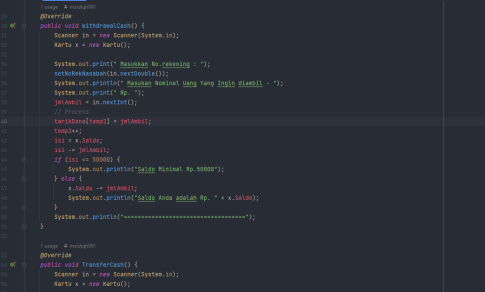 1 usage
@Override
public void withdrawalCash() {
Scanner in = new Scanner(System.in);
Kartu x = new Kartu();
System.out.print(" Masukkan No.rekening : ");
setNoRekNasabah(in.nextDouble());
System.out.println(" Masukan Nominal Uang Yang Ingin diambil - ");
System.out.print(" Rp. ");
jmlAmbil = in.nextInt();
// Process
tarikDana[temp2] = jmlAmbil;
temp2++;
isi = x.Saldo;
isi -= jmlAmbil;
if (isi <= 50000) {
System.out.println("Saldo Minimal Rp.50000");
} else {
x.Saldo -= jmlAmbil;
System.out.println("Saldo Anda adalah Rp. " + x.Saldo);
}
System.out.println("===================================");
}
1 usage
@Override
public void TransferCash() {
Scanner in = new Scanner(System.in);
Kartu x = new Kartu();